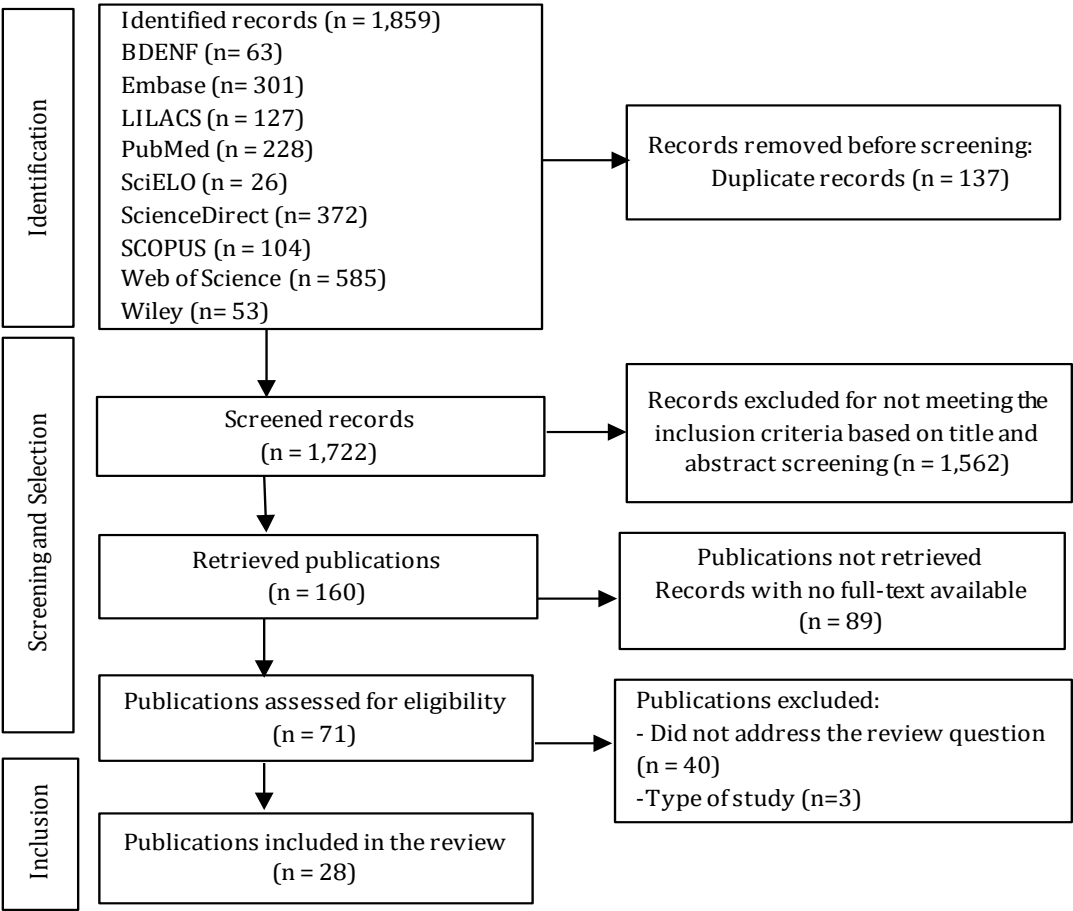 Identification
Identified records (n = 1,859)
BDENF (n= 63)
Embase (n= 301)
LILACS (n = 127)
PubMed (n = 228)
SciELO (n = 26)
ScienceDirect (n= 372)
SCOPUS (n = 104)
Web of Science (n = 585)
Wiley (n= 53)
Records removed before screening:
Duplicate records (n = 137)
Screening and Selection
Screened records
(n = 1,722)
Records excluded for not meeting the
inclusion criteria based on title and
abstract screening (n = 1,562)
Retrieved publications
(n = 160)
Publications not retrieved
Records with no full-text available
(n = 89)
Publications assessed for eligibility
(n = 71)
Publications excluded:
- Did not address the review question
(n = 40)
-Type of study (n=3)
Inclusion
Publications included in the review
(n = 28)